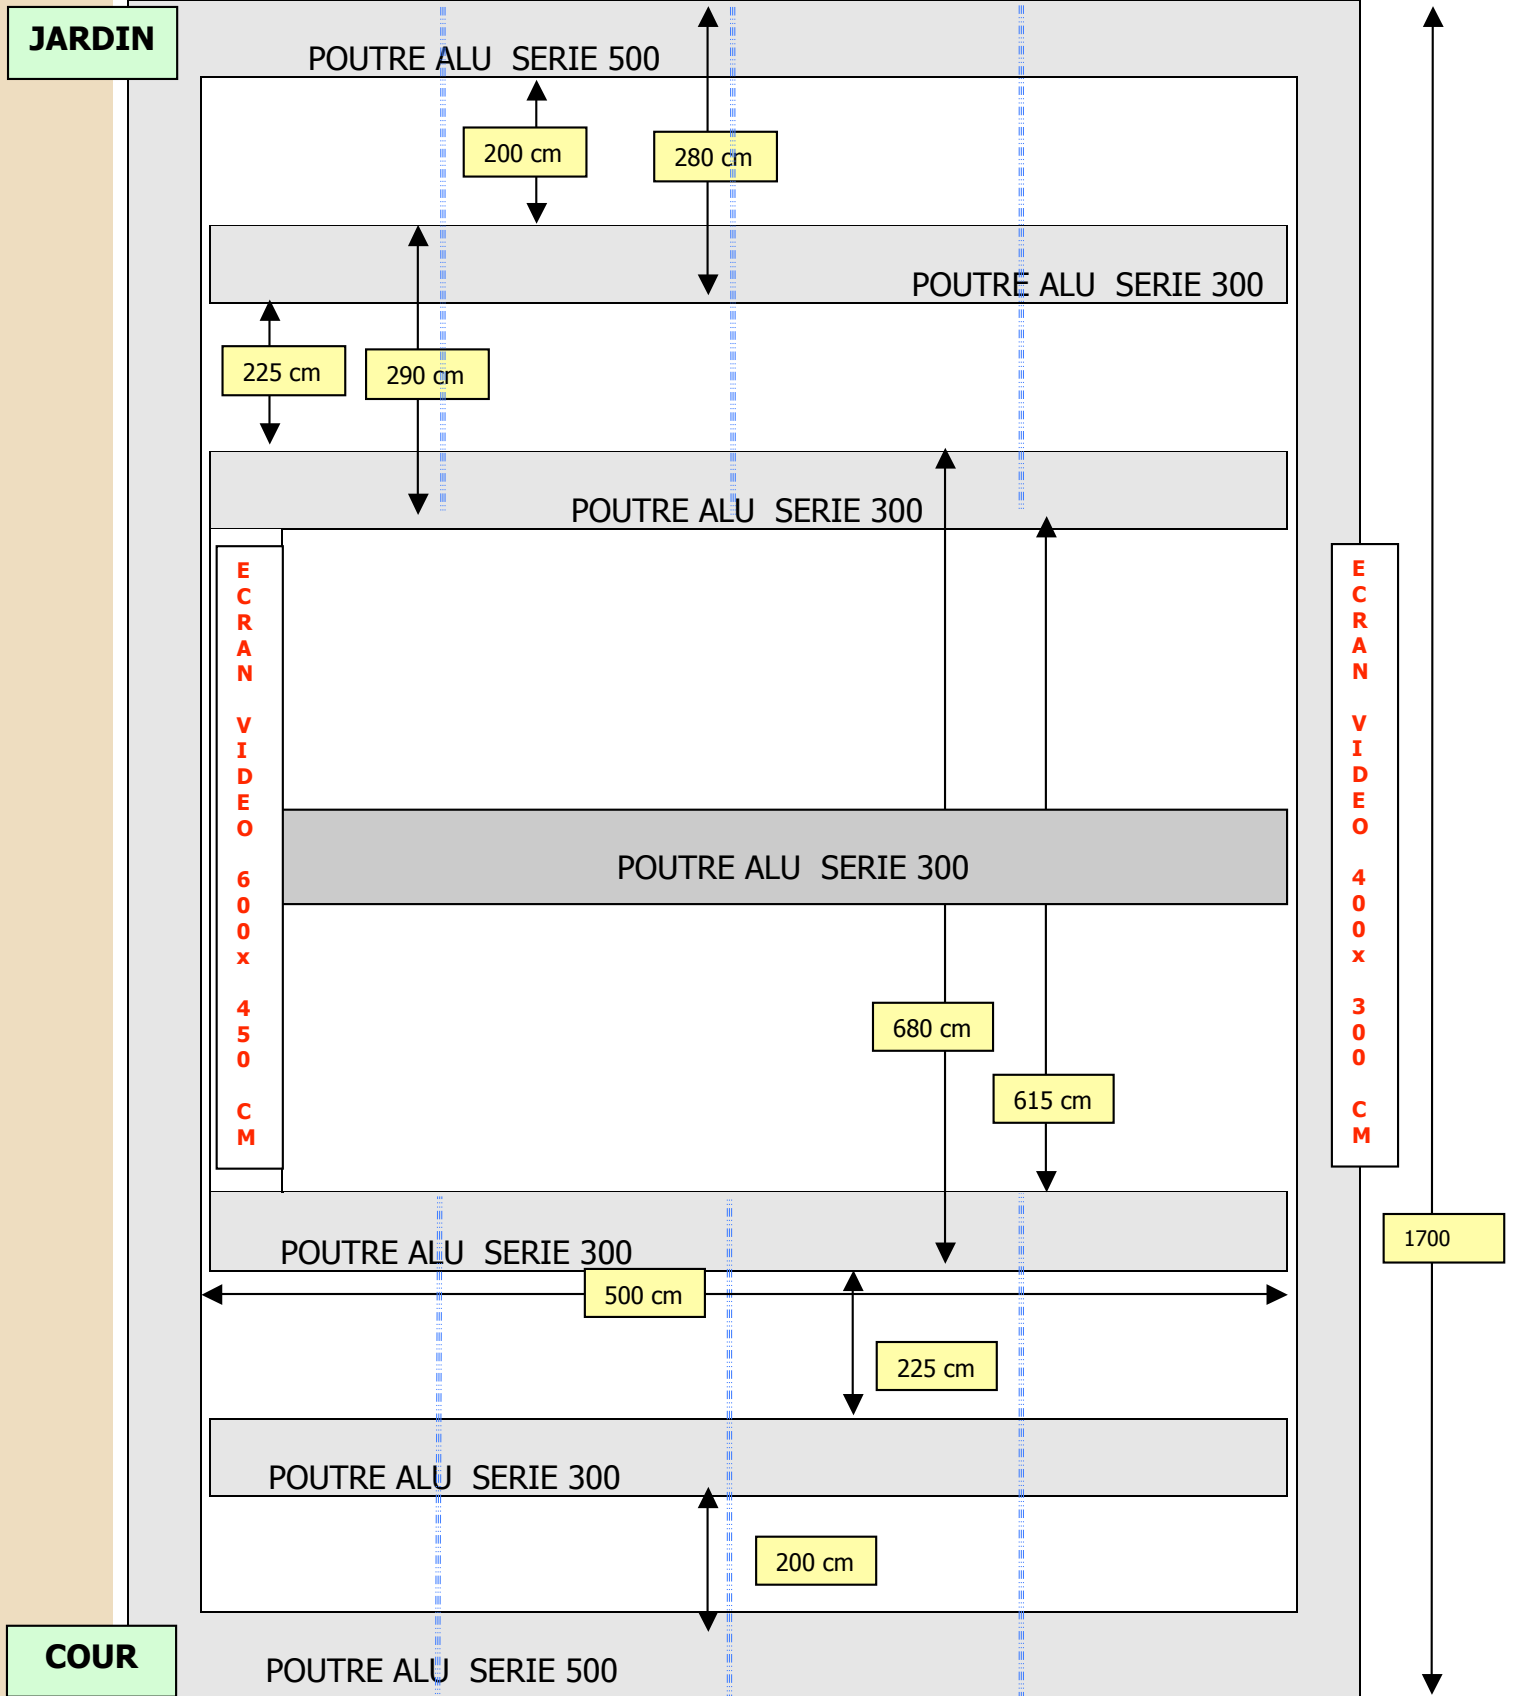 JARDIN
POUTRE ALU SERIE 500
200 cm
280 cm
POUTRE ALU SERIE 300
225 cm
290 cm
POUTRE ALU SERIE 300
E
C
R
A
N
V
I
D
E
O
6
0
0
x
4
5
0
C
M
E
C
R
A
N
V
I
D
E
O
4
0
0
x
3
0
0
C
M
POUTRE ALU SERIE 300
680 cm
615 cm
1700
POUTRE ALU SERIE 300
500 cm
225 cm
POUTRE ALU SERIE 300
200 cm
COUR
POUTRE ALU SERIE 500